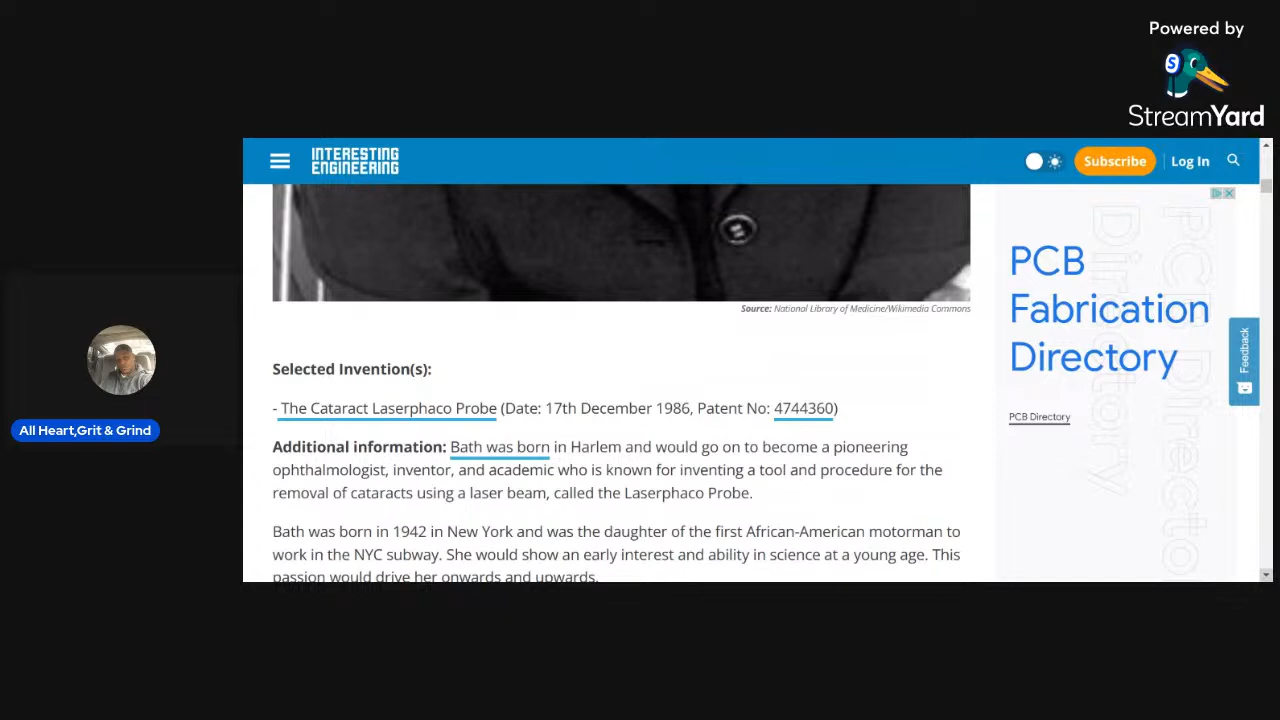 Powered by
StreamYard
INTERESTING
ENGINEERING
Subscribe
Log In
Source: National Library of Medicine/Wikimedia Commons
Selected Invention(s):
- The Cataract Laserphaco Probe (Date: 17th December 1986, Patent No: 4744360)
Additional information: Bath was born in Harlem and would go on to become a pioneering
ophthalmologist, inventor, and academic who is known for inventing a tool and procedure for the
removal of cataracts using a laser beam, called the Laserphaco Probe.
Bath was born in 1942 in New York and was the daughter of the first African-American motorman to
work in the NYC subway. She would show an early interest and ability in science at a young age. This
passion would drive her onwards and upwards.
PCB
Fabrication
Directory
PCB Directory
PCB Directory
Feedback
All Heart,Grit & Grind